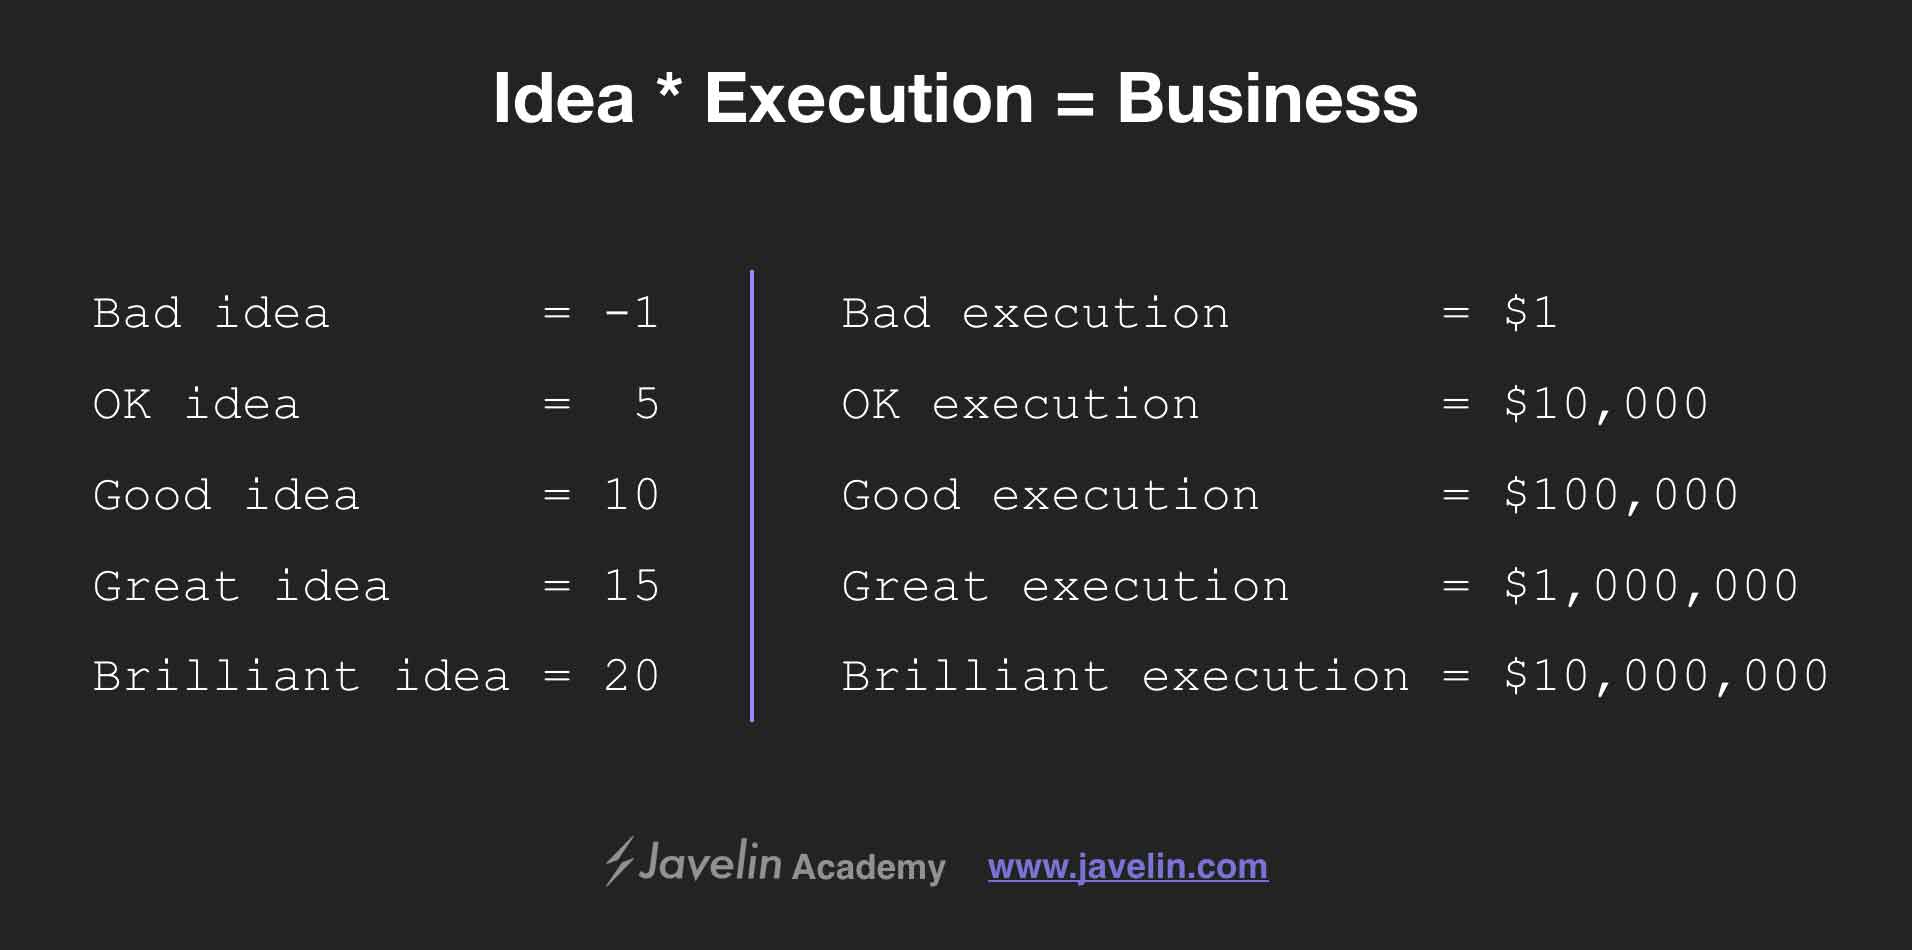 Idea * Execution = Business
Bad idea = -1
OK idea = 5
Good idea = 10
Great idea = 15
Brilliant idea = 20
Bad execution = $1
OK execution = $10,000
Good execution = $100,000
Great execution = $1,000,000
Brilliant execution = $10,000,000
Javelin Academy www.javelin.com